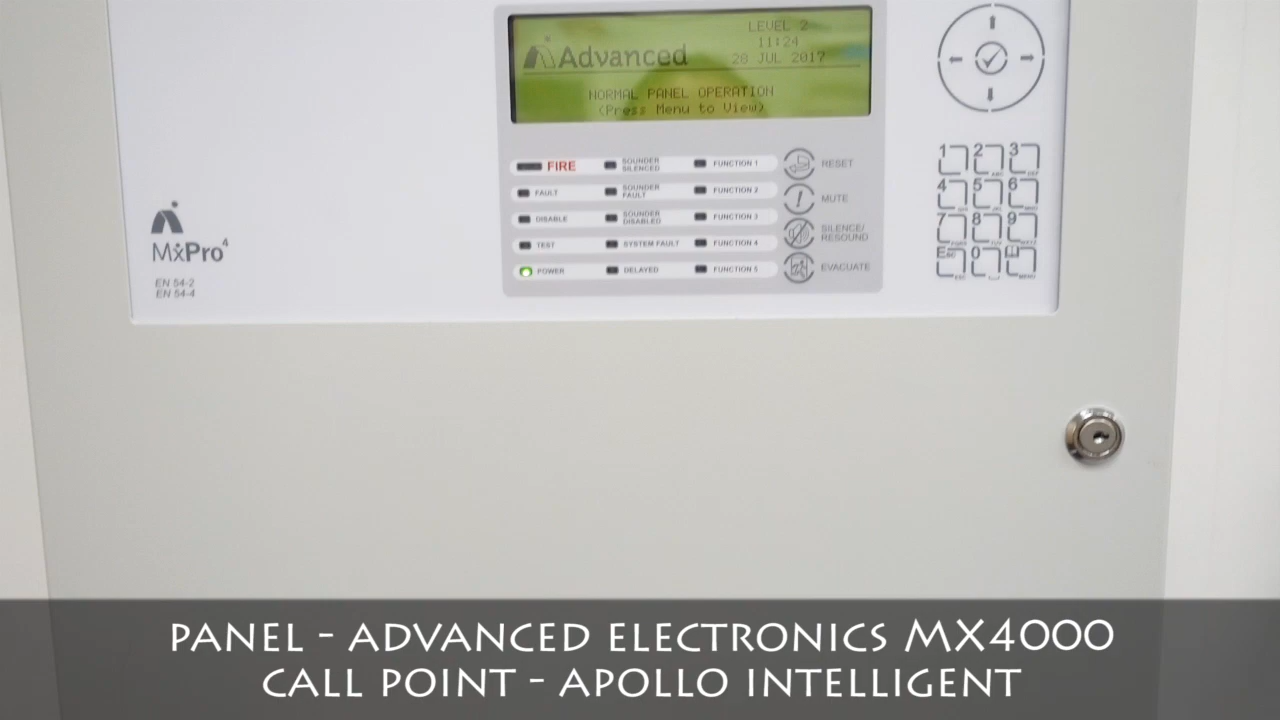 LEVEL 2
11:24
Advanced
28 JUL 2017
NORMAL PANEL OPERATION
(Press Menu to View)
FIRE
SOUNDER SILENCED
FUNCTION 1
RESET
FAULT
SOUNDER FAULT
FUNCTION 2
MUTE
DISABLE
SOUNDER DISABLED
FUNCTION 3
SILENCE/
RESOUND
TEST
SYSTEM FAULT
FUNCTION 4
POWER
DELAYED
FUNCTION 5
EVACUATE
1 2 3
4 5 6
7 8 9
Esc 0
MxPro4
EN 54-2
EN 54-4
PANEL - ADVANCED ELECTRONICS MX4000
CALL POINT - APOLLO INTELLIGENT